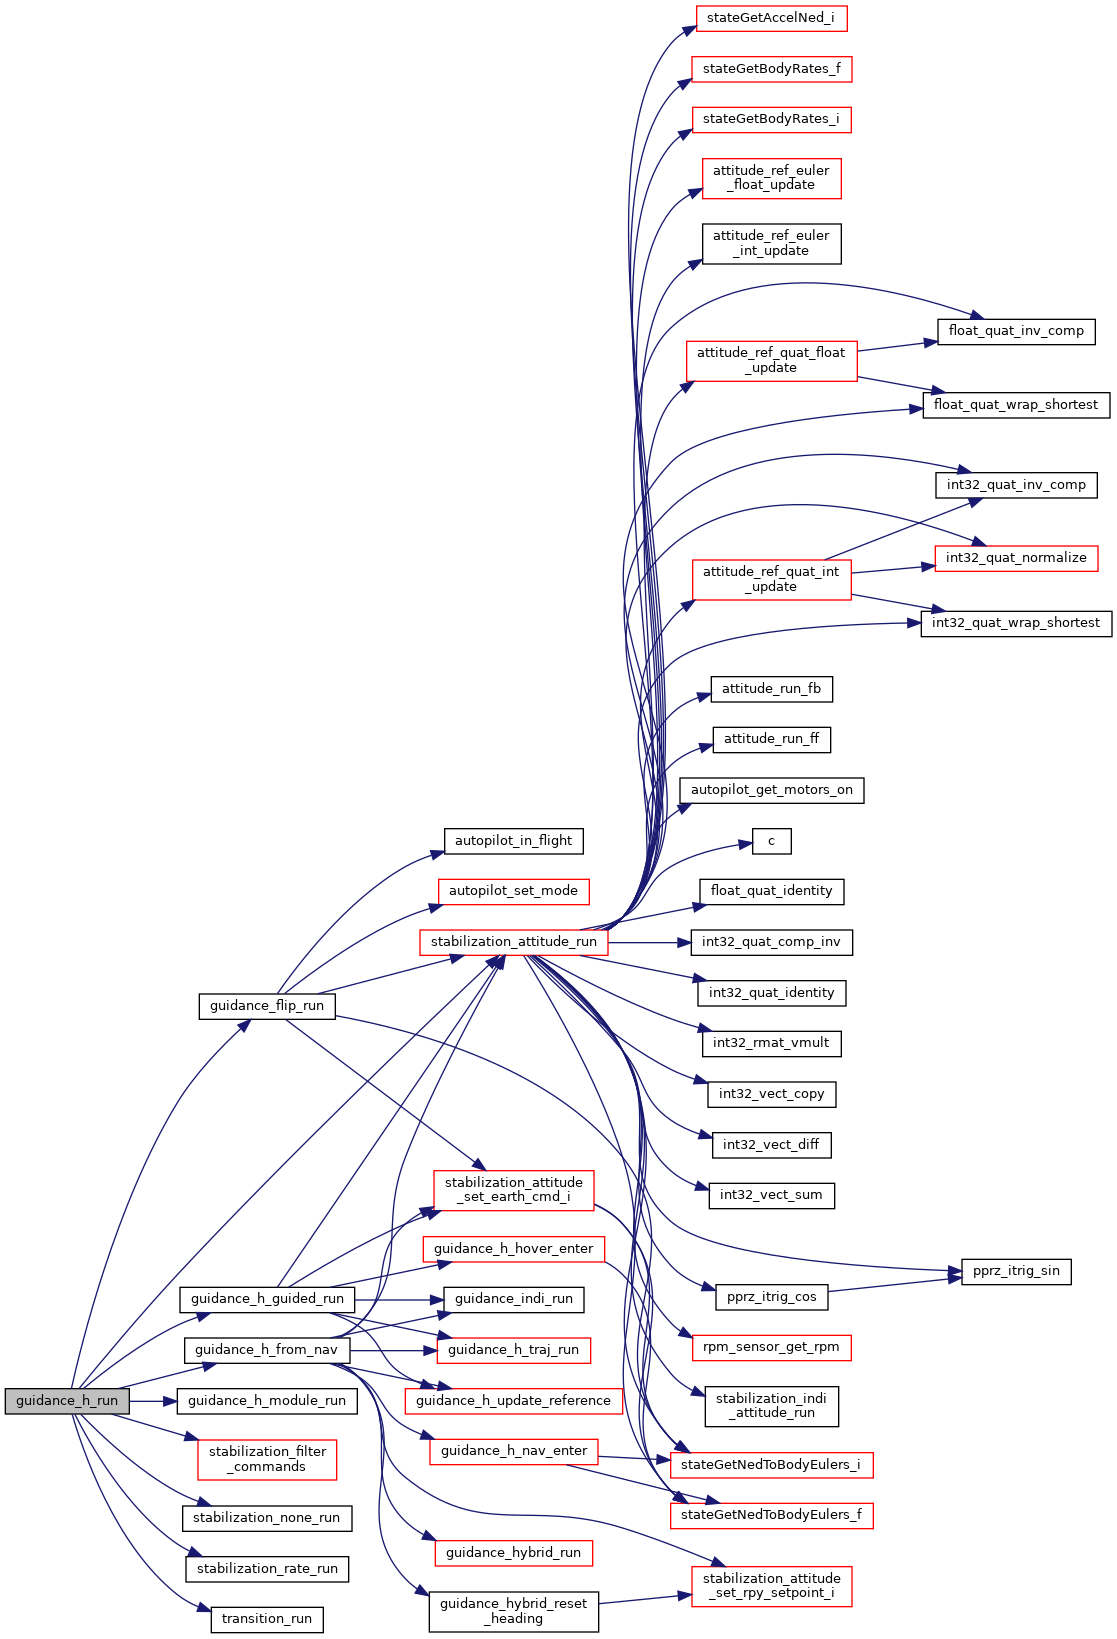 stateGetAccelNed_i
stateGetBodyRates_f
stateGetBodyRates_i
attitude_ref_euler
_float_update
attitude_ref_euler
_int_update
float_quat_inv_comp
attitude_ref_quat_float
_update
float_quat_wrap_shortest
int32_quat_inv_comp
int32_quat_normalize
attitude_ref_quat_int
_update
int32_quat_wrap_shortest
attitude_run_fb
attitude_run_ff
autopilot_get_motors_on
autopilot_in_flight
c
autopilot_set_mode
float_quat_identity
stabilization_attitude_run
int32_quat_comp_inv
guidance_flip_run
int32_quat_identity
int32_rmat_vmult
int32_vect_copy
int32_vect_diff
stabilization_attitude
_set_earth_cmd_i
int32_vect_sum
guidance_h_hover_enter
pprz_itrig_sin
guidance_h_guided_run
guidance_indi_run
pprz_itrig_cos
guidance_h_from_nav
guidance_h_traj_run
rpm_sensor_get_rpm
guidance_h_run
guidance_h_module_run
guidance_h_update_reference
stabilization_indi
_attitude_run
stabilization_filter
_commands
guidance_h_nav_enter
stateGetNedToBodyEulers_i
stabilization_none_run
stateGetNedToBodyEulers_f
guidance_hybrid_run
stabilization_rate_run
stabilization_attitude
_set_rpy_setpoint_i
guidance_hybrid_reset
_heading
transition_run